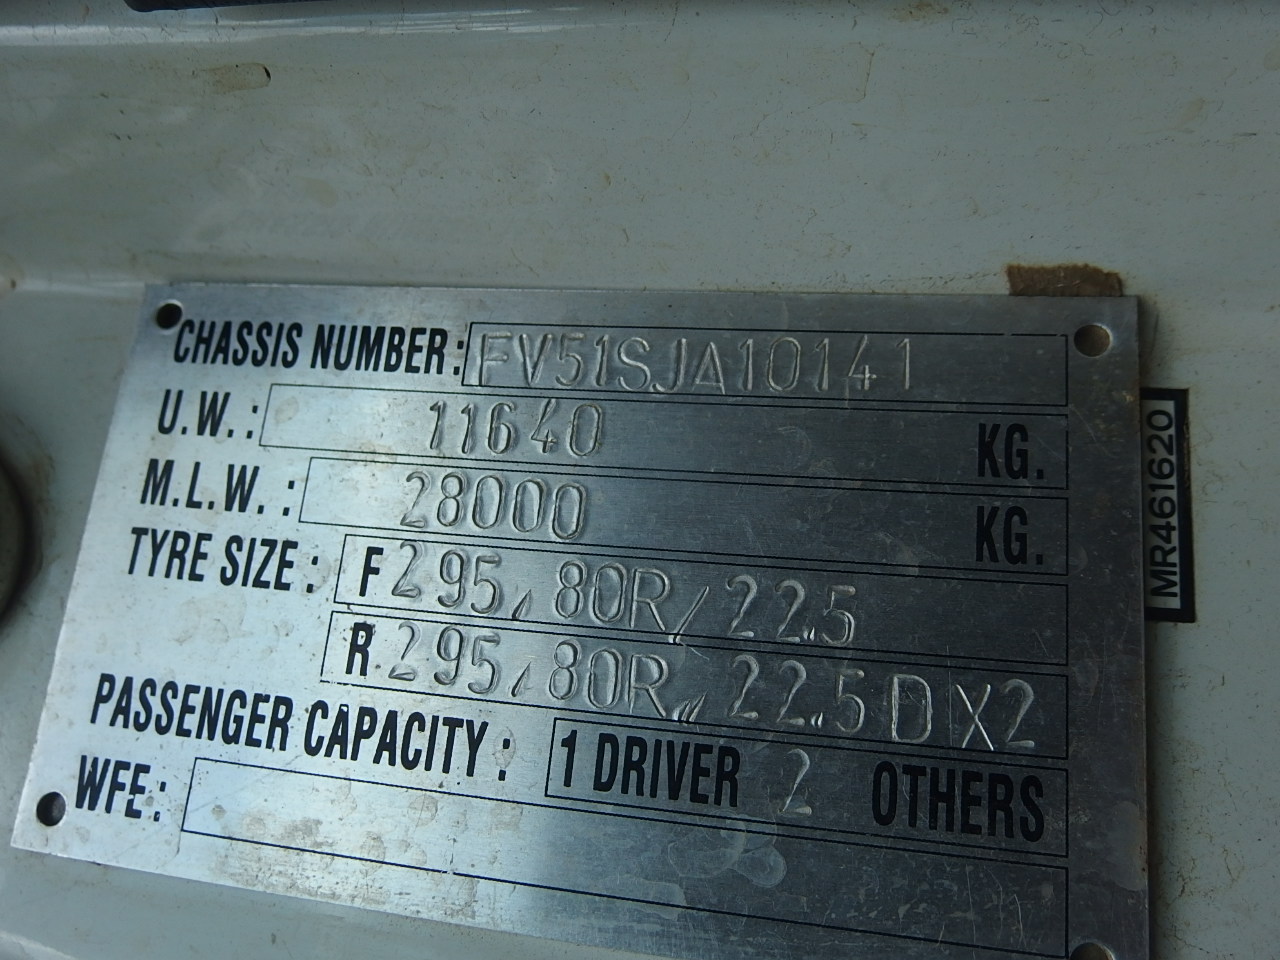 CHASSIS NUMBER: FV51SJA10141
U.W.: 11640 KG.
M.L.W.: 28000 KG.
TYRE SIZE: F 295/80R/22.5
R 295/80R/22.5 D X2
PASSENGER CAPACITY: 1 DRIVER 2 OTHERS
WFE:
MR461620